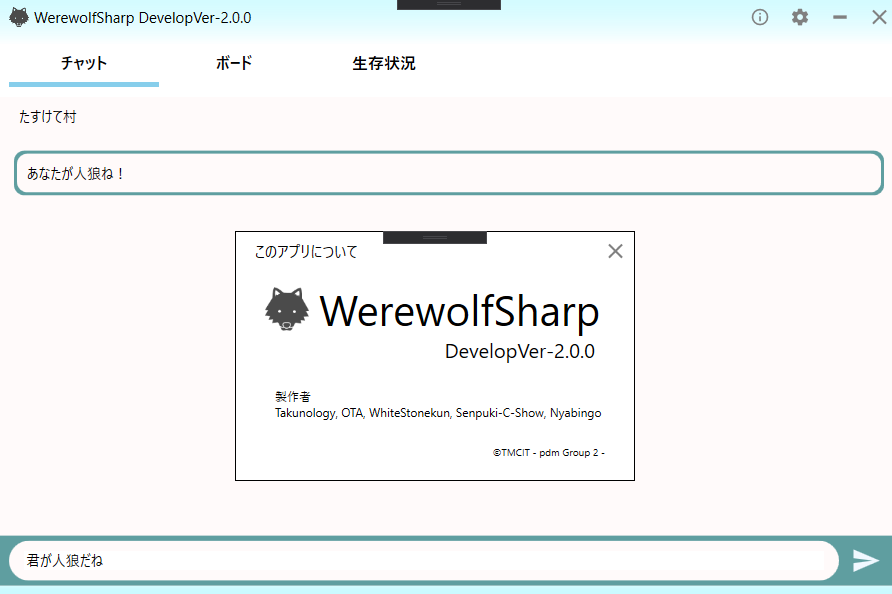 WerewolfSharp DevelopVer-2.0.0
チャット
ボード
生存状況
たすけて村
あなたが人狼ね！
このアプリについて
WerewolfSharp
DevelopVer-2.0.0
製作者
Takunology, OTA, WhiteStonekun, Senpuki-C-Show, Nyabingo
©TMCIT - pdm Group 2 -
君が人狼だね